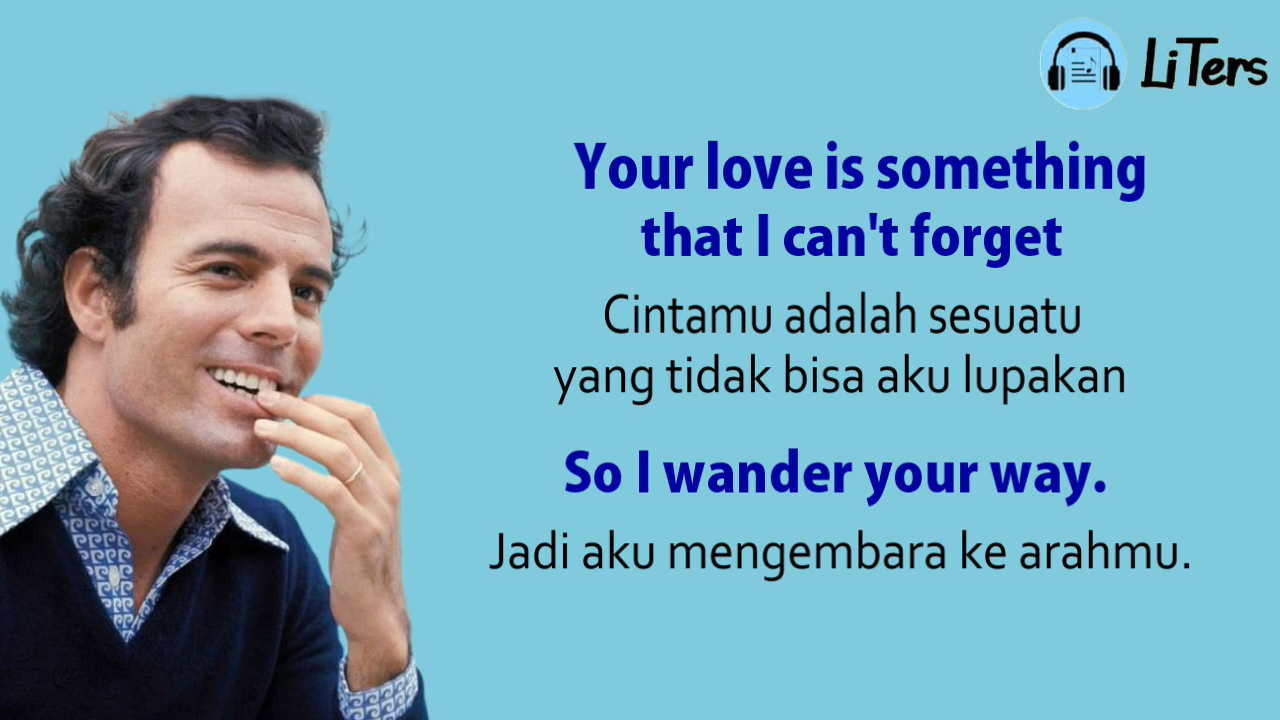 LiTers
Your love is something
that I can't forget
Cintamu adalah sesuatu
yang tidak bisa aku lupakan
So I wander your way.
Jadi aku mengembara ke arahmu.